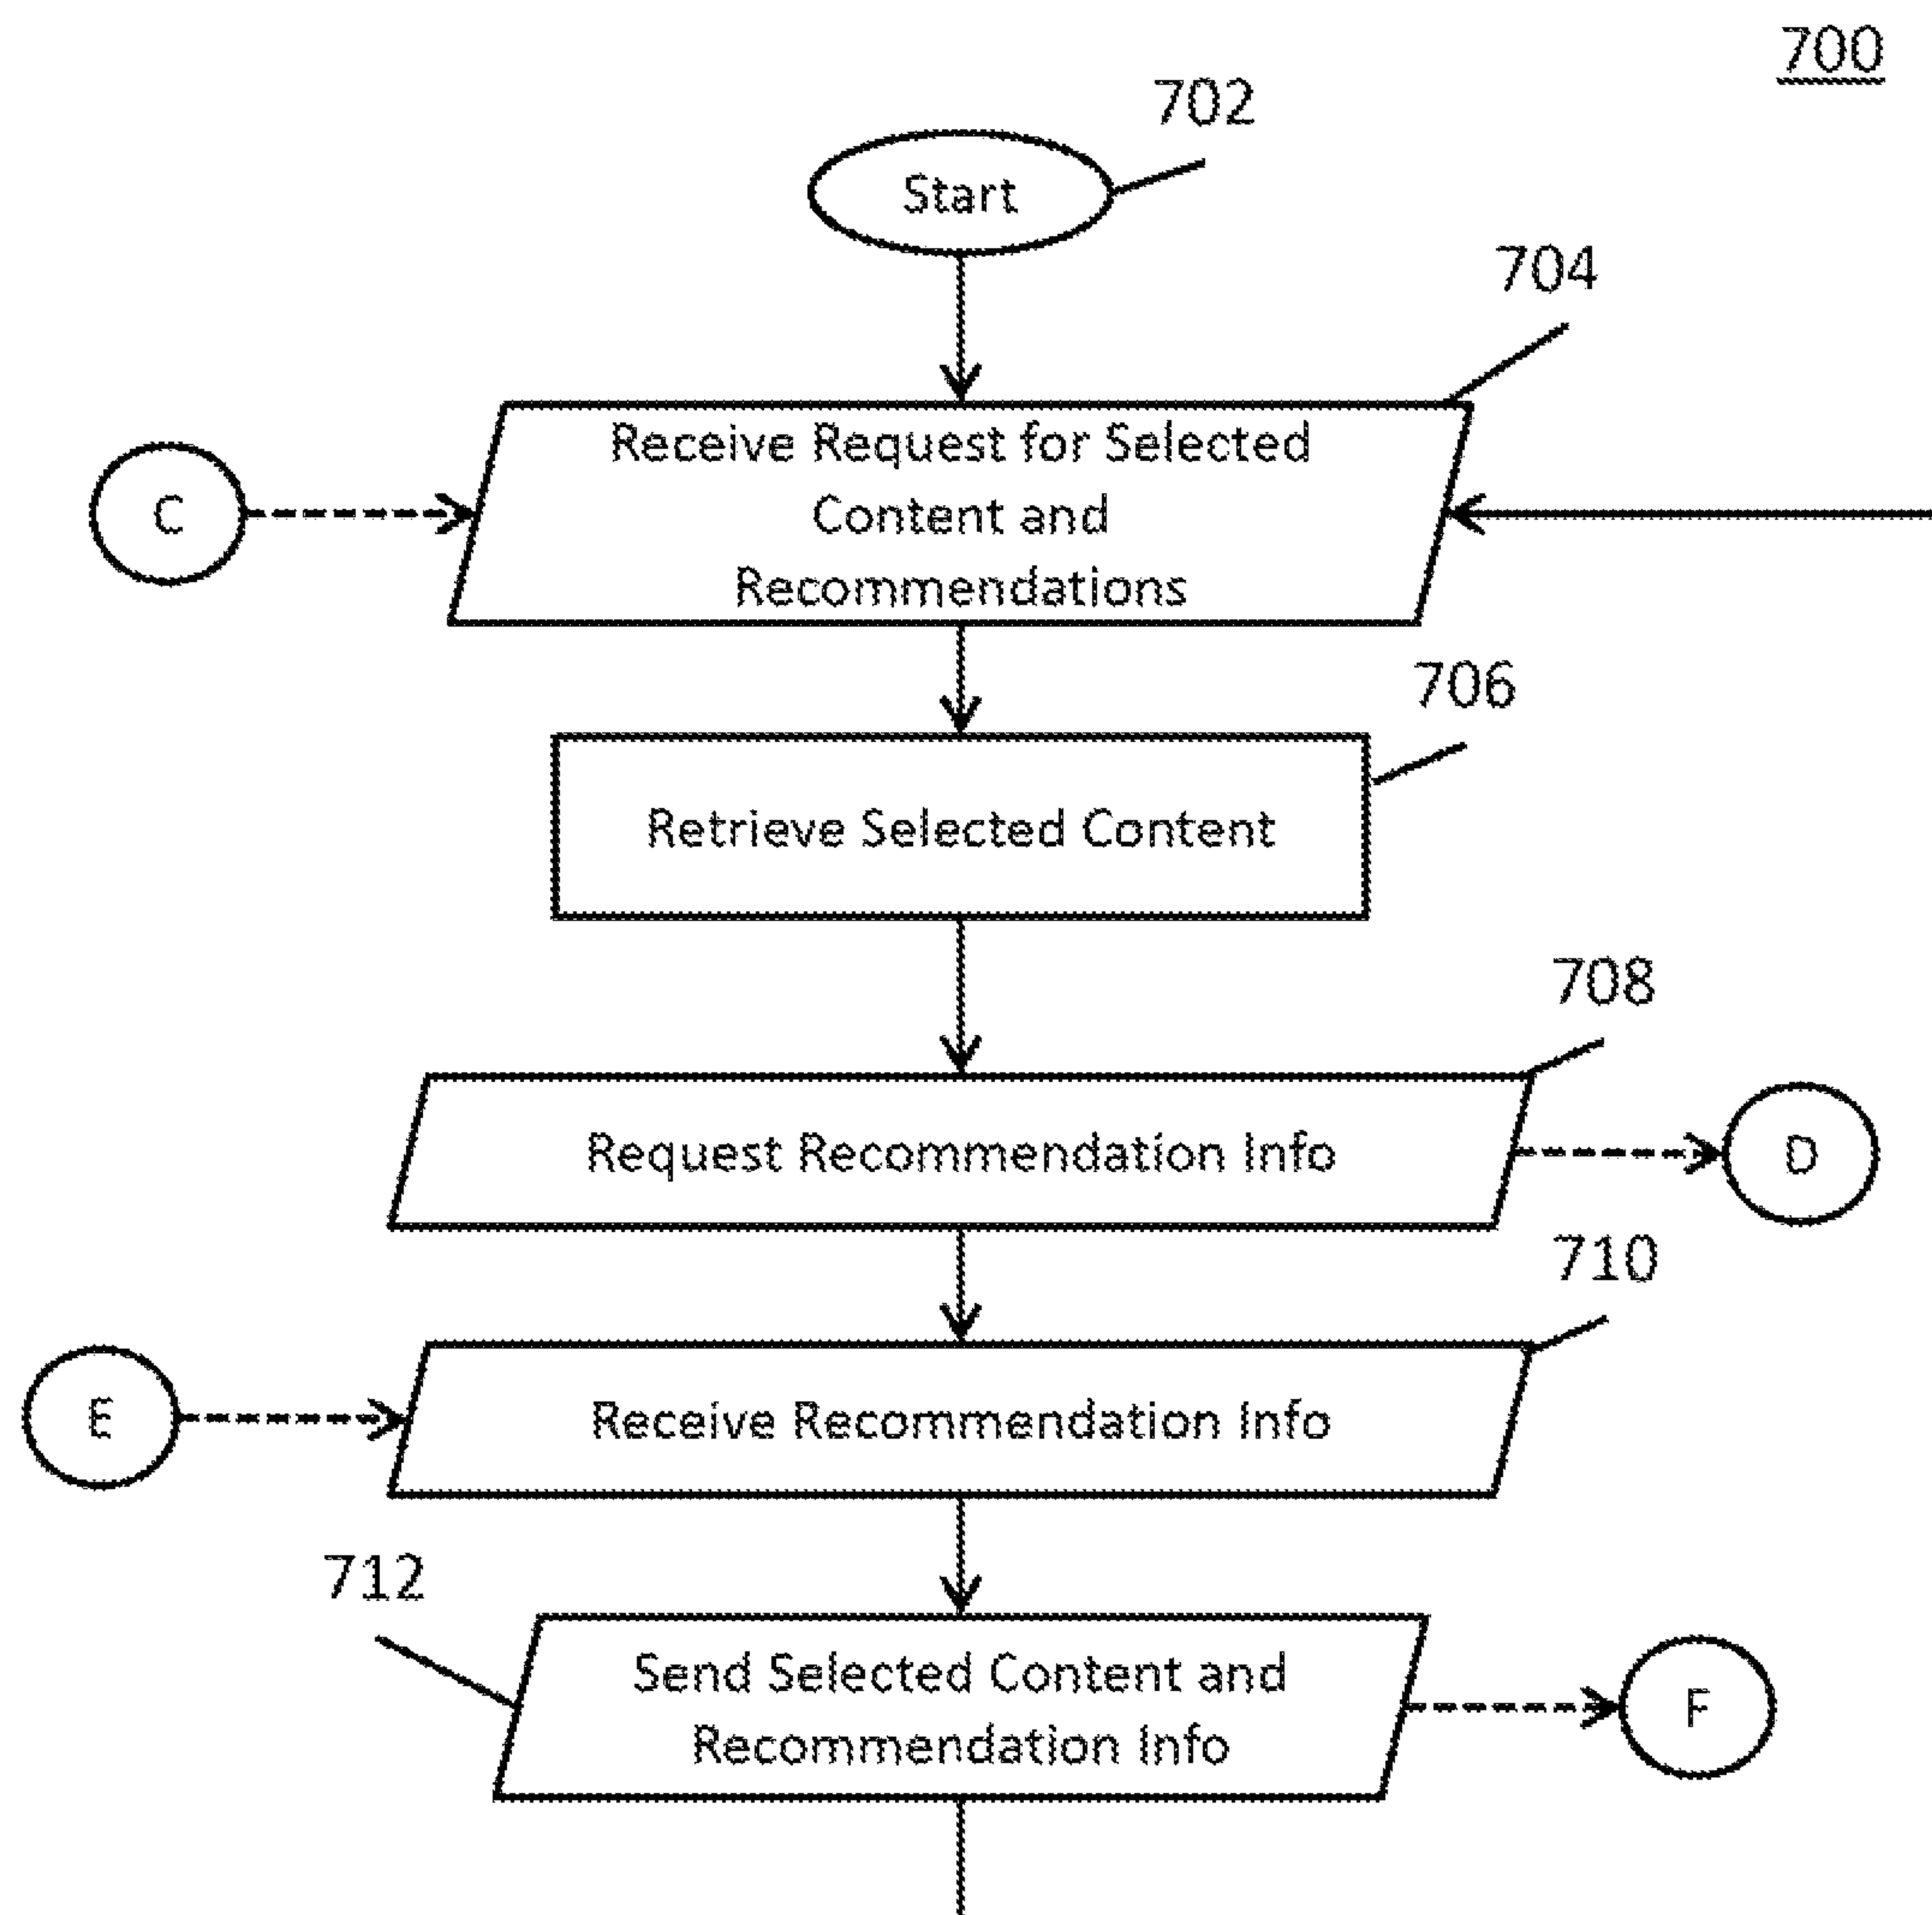 700
702
Start
704
Receive Request for Selected
Content and
Recommendations
C
706
Retrieve Selected Content
708
Request Recommendation Info
D
710
Receive Recommendation Info
E
712
Send Selected Content and
Recommendation Info
F